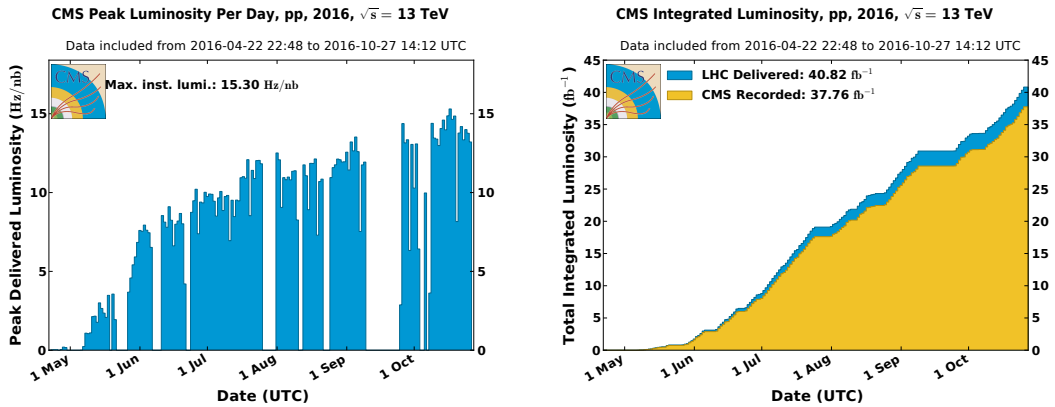 CMS Peak Luminosity Per Day, pp, 2016, √s = 13 TeV
Data included from 2016-04-22 22:48 to 2016-10-27 14:12 UTC
CMS
Max. inst. lumi.: 15.30 Hz/nb
Peak Delivered Luminosity (Hz/nb)
15 15
10 10
5 5
0 0
1 May 1 Jun 1 Jul 1 Aug 1 Sep 1 Oct
Date (UTC)
CMS Integrated Luminosity, pp, 2016, √s = 13 TeV
Data included from 2016-04-22 22:48 to 2016-10-27 14:12 UTC
CMS
LHC Delivered: 40.82 fb⁻¹
CMS Recorded: 37.76 fb⁻¹
Total Integrated Luminosity (fb⁻¹)
45 45
40 40
35 35
30 30
25 25
20 20
15 15
10 10
5 5
0 0
1 May 1 Jun 1 Jul 1 Aug 1 Sep 1 Oct
Date (UTC)